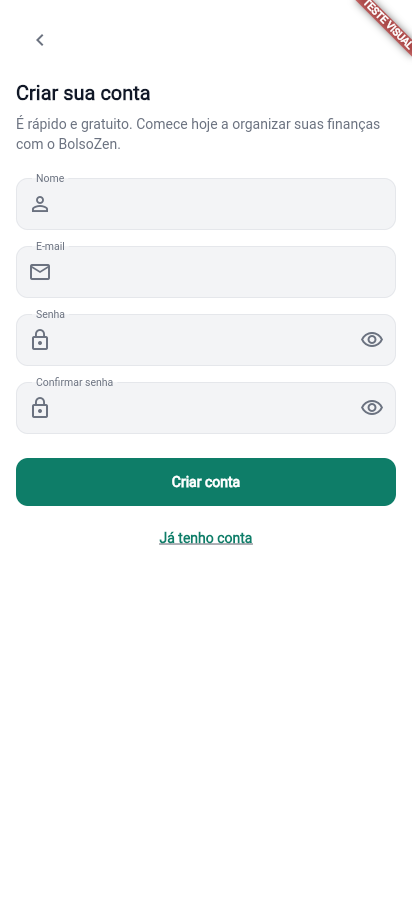 TESTE VISUAL
Criar sua conta
É rápido e gratuito. Comece hoje a organizar suas finanças
com o BolsoZen.
Nome
E-mail
Senha
Confirmar senha
Criar conta
Já tenho conta